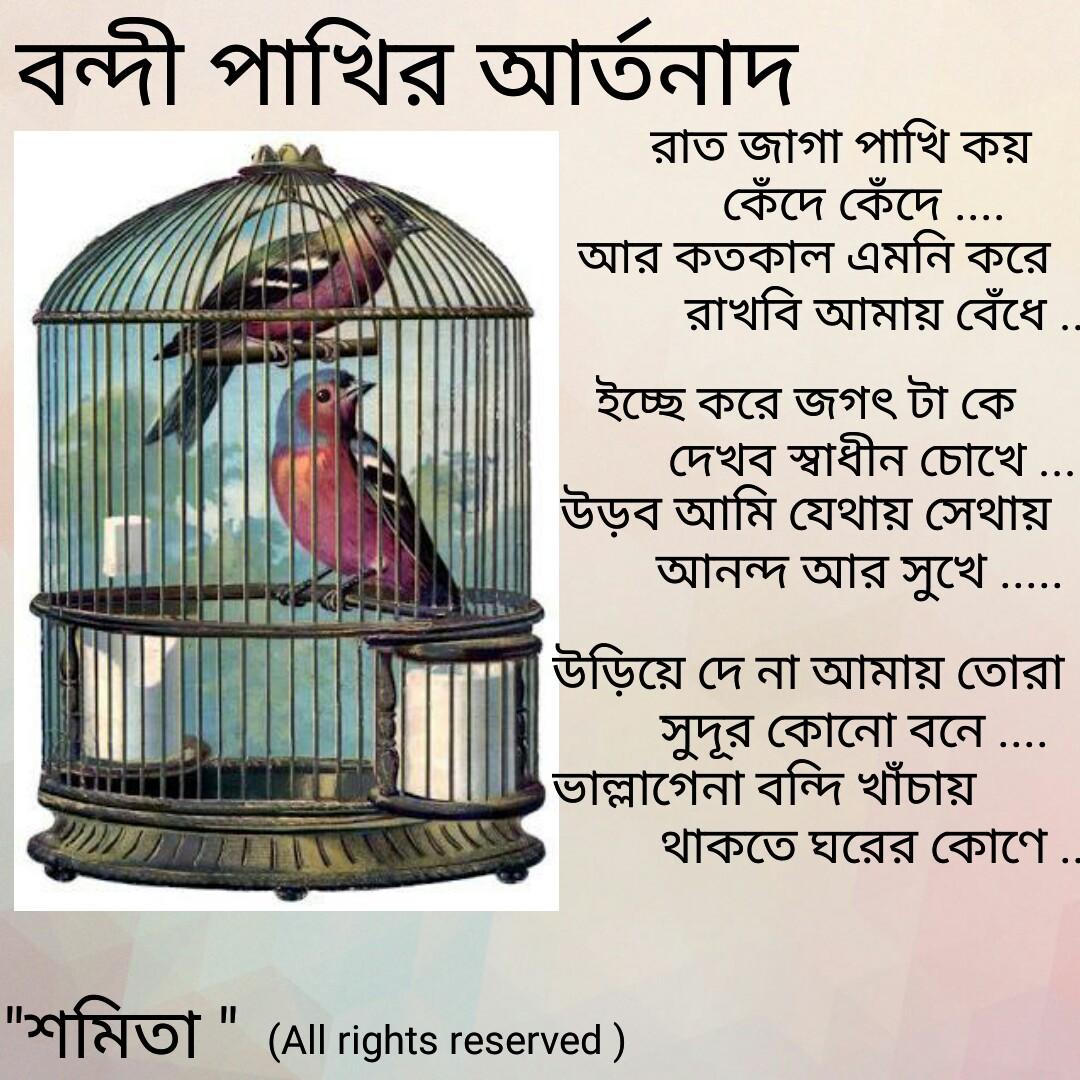 বন্দী পাখির আর্তনাদ
রাত জাগা পাখি কয়
কেঁদে কেঁদে ....
আর কতকাল এমনি করে
রাখবি আমায় বেঁধে ..
ইচ্ছে করে জগৎ টা কে
দেখব স্বাধীন চোখে ...
উড়ব আমি যেথায় সেথায়
আনন্দ আর সুখে .....
উড়িয়ে দে না আমায় তোরা
সুদূর কোনো বনে ....
ভাল্লাগেনা বন্দি খাঁচায়
থাকতে ঘরের কোণে ..
"শমিতা " (All rights reserved )